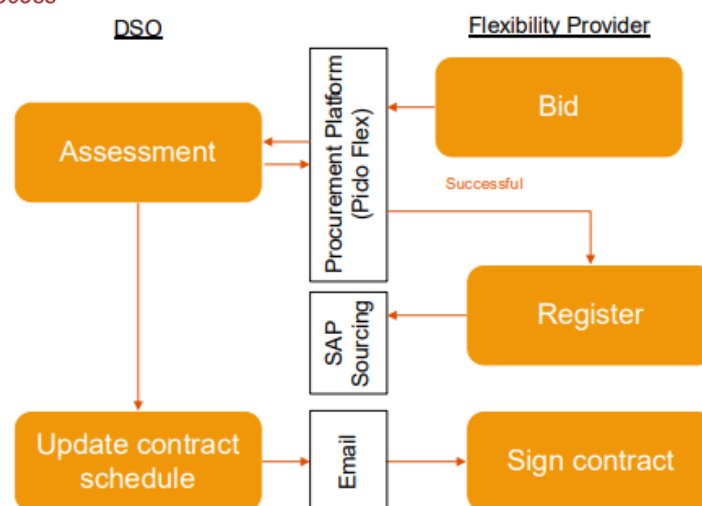 DSO
Flexibility Provider
Procurement Platform
(Pido Flex)
Bid
Assessment
Successful
Register
SAP
Sourcing
Update contract
schedule
Email
Sign contract